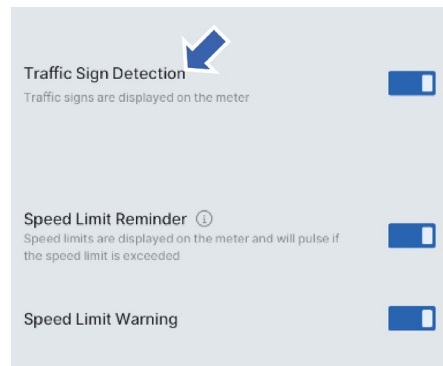 Traffic Sign Detection
Traffic signs are displayed on the meter
Speed Limit Reminder
Speed limits are displayed on the meter and will pulse if
the speed limit is exceeded
Speed Limit Warning